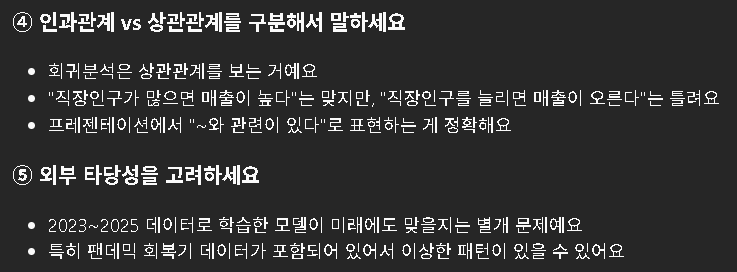 ④ 인과관계 vs 상관관계를 구분해서 말하세요
• 회귀분석은 상관관계를 보는 거예요
• "직장인구가 많으면 매출이 높다"는 맞지만, "직장인구를 늘리면 매출이 오른다"는 틀려요
• 프레젠테이션에서 "~와 관련이 있다"로 표현하는 게 정확해요
⑤ 외부 타당성을 고려하세요
• 2023~2025 데이터로 학습한 모델이 미래에도 맞을지는 별개 문제예요
• 특히 팬데믹 회복기 데이터가 포함되어 있어서 이상한 패턴이 있을 수 있어요